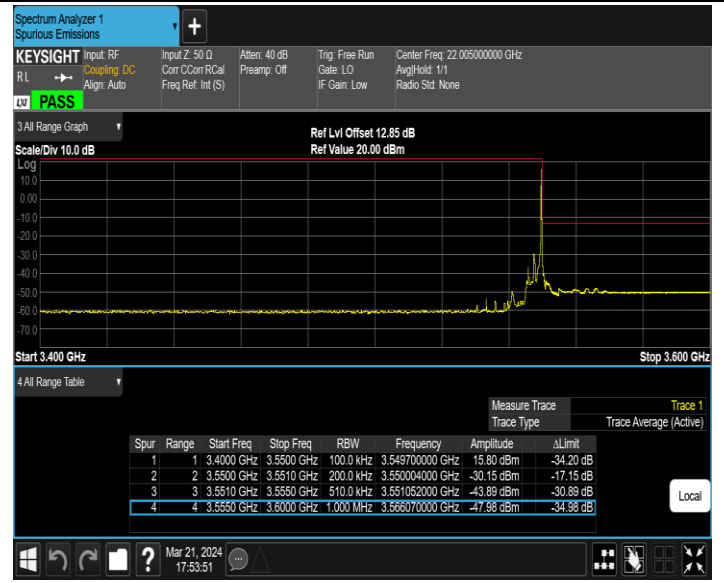 Spectrum Analyzer 1
Spurious Emissions
+
KEYSIGHT Input: RF Input Z: 50 Ω Atten: 40 dB Trig: Free Run Center Freq: 22.005000000 GHz
RL Coupling: DC Corr CCorr RCal Preamp: Off Gate: LO Avg|Hold: 1/1
Align: Auto Freq Ref: Int (S) IF Gain: Low Radio Std: None
LXI PASS
3 All Range Graph
Ref Lvl Offset 12.85 dB
Scale/Div 10.0 dB Ref Value 20.00 dBm
Log
10.0
0.00
-10.0
-20.0
-30.0
-40.0
-50.0
-60.0
-70.0
Start 3.400 GHz Stop 3.600 GHz
4 All Range Table
Measure Trace Trace 1
Trace Type Trace Average (Active)
Spur Range Start Freq Stop Freq RBW Frequency Amplitude ∆Limit
1 1 3.4000 GHz 3.5500 GHz 100.0 kHz 3.549700000 GHz 15.80 dBm -34.20 dB
2 2 3.5500 GHz 3.5510 GHz 200.0 kHz 3.550004000 GHz -30.15 dBm -17.15 dB
3 3 3.5510 GHz 3.5550 GHz 510.0 kHz 3.551052000 GHz -43.89 dBm -30.89 dB
4 4 3.5550 GHz 3.6000 GHz 1.000 MHz 3.566070000 GHz -47.98 dBm -34.98 dB
Local
? Mar 21, 2024
17:53:51